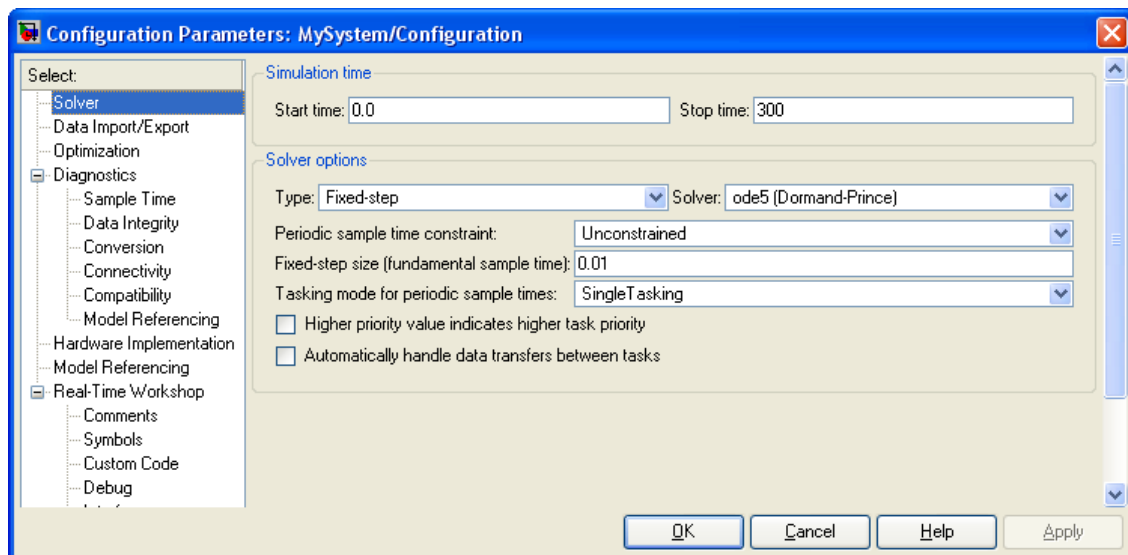 Configuration Parameters: MySystem/Configuration
Select:
Solver
Data Import/Export
Optimization
Diagnostics
Sample Time
Data Integrity
Conversion
Connectivity
Compatibility
Model Referencing
Hardware Implementation
Model Referencing
Real-Time Workshop
Comments
Symbols
Custom Code
Debug
Simulation time
Start time: 0.0 Stop time: 300
Solver options
Type: Fixed-step Solver: ode5 (Dormand-Prince)
Periodic sample time constraint: Unconstrained
Fixed-step size (fundamental sample time): 0.01
Tasking mode for periodic sample times: SingleTasking
Higher priority value indicates higher task priority
Automatically handle data transfers between tasks
OK Cancel Help Apply